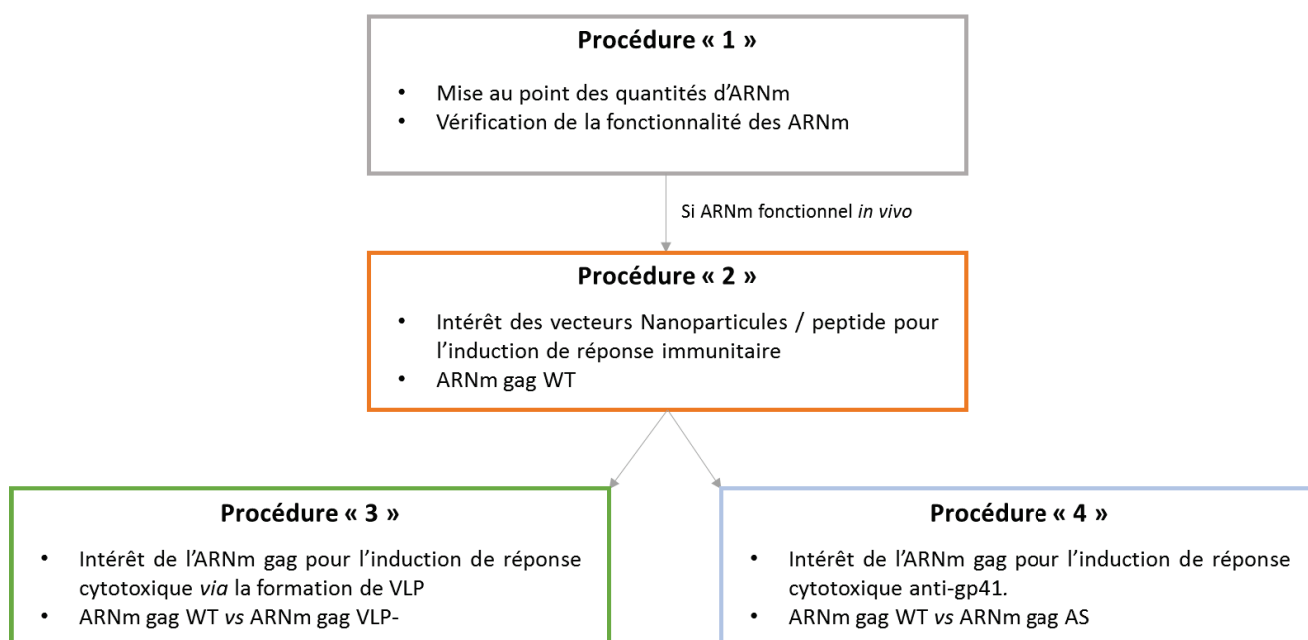 Procédure « 1 »
• Mise au point des quantités d’ARNm
• Vérification de la fonctionnalité des ARNm
Si ARNm fonctionnel in vivo
Procédure « 2 »
• Intérêt des vecteurs Nanoparticules / peptide pour
l’induction de réponse immunitaire
• ARNm gag WT
Procédure « 3 »
• Intérêt de l’ARNm gag pour l’induction de réponse
cytotoxique via la formation de VLP
• ARNm gag WT vs ARNm gag VLP-
Procédure « 4 »
• Intérêt de l’ARNm gag pour l’induction de réponse
cytotoxique anti-gp41.
• ARNm gag WT vs ARNm gag AS